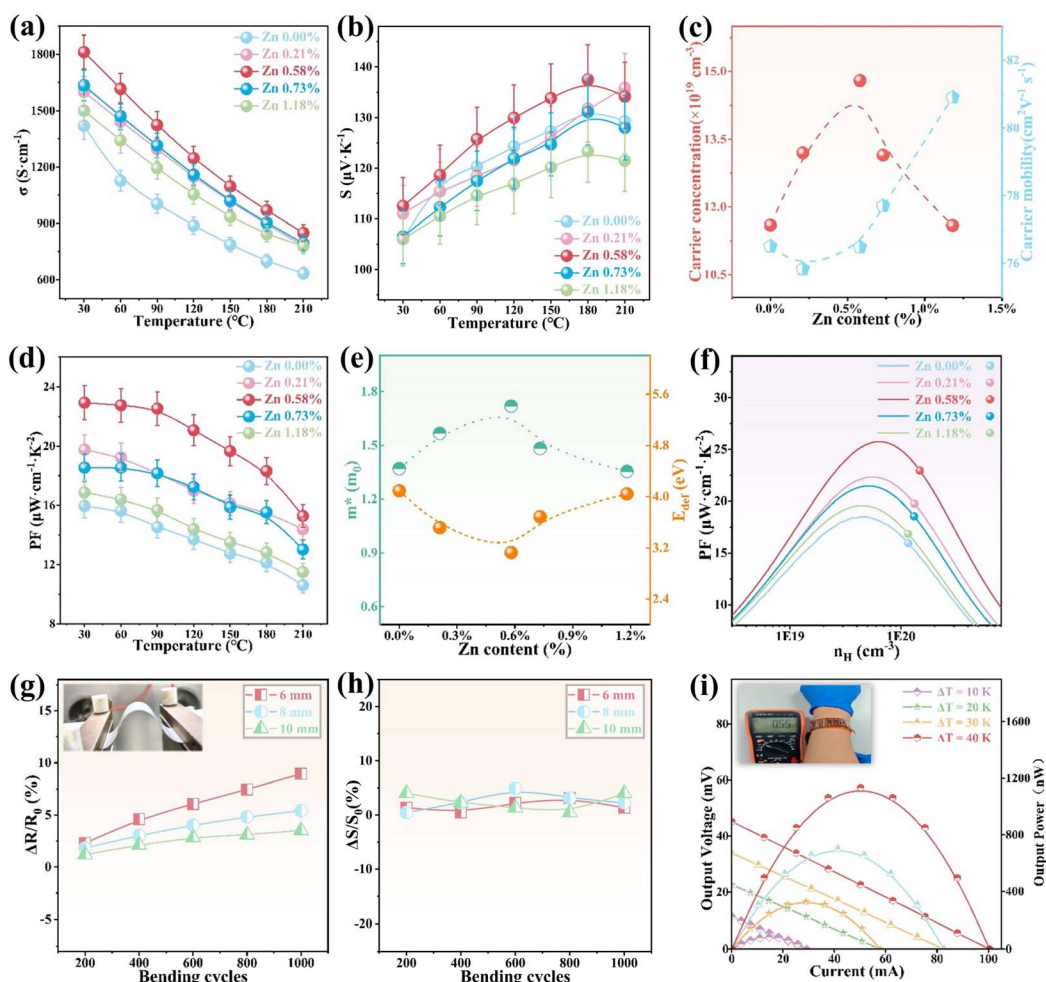 (a)
1800
1500
1200
900
600
σ (S·cm⁻¹)
Zn 0.00%
Zn 0.21%
Zn 0.58%
Zn 0.73%
Zn 1.18%
30 60 90 120 150 180 210
Temperature (℃)
(b)
140
130
120
110
100
S (μV·K⁻¹)
Zn 0.00%
Zn 0.21%
Zn 0.58%
Zn 0.73%
Zn 1.18%
30 60 90 120 150 180 210
Temperature (℃)
(c)
15.0
13.5
12.0
10.5
Carrier concentration(×10¹⁹ cm⁻³)
82
80
78
76
Carrier mobility(cm²V⁻¹ s⁻¹)
0.0% 0.5% 1.0% 1.5%
Zn content (%)
(d)
24
20
16
12
8
PF (μW·cm⁻¹·K⁻²)
Zn 0.00%
Zn 0.21%
Zn 0.58%
Zn 0.73%
Zn 1.18%
30 60 90 120 150 180 210
Temperature (℃)
(e)
1.8
1.5
1.2
0.9
0.6
m* (m₀)
5.6
4.8
4.0
3.2
2.4
E_def (eV)
0.0% 0.3% 0.6% 0.9% 1.2%
Zn content (%)
(f)
30
25
20
15
10
PF (μW·cm⁻¹·K⁻²)
Zn 0.00%
Zn 0.21%
Zn 0.58%
Zn 0.73%
Zn 1.18%
1E19 1E20
n_H (cm⁻³)
(g)
15
10
5
0
-5
ΔR/R₀ (%)
6 mm
8 mm
10 mm
200 400 600 800 1000
Bending cycles
(h)
20
10
0
-10
-20
ΔS/S₀(%)
6 mm
8 mm
10 mm
200 400 600 800 1000
Bending cycles
(i)
80
60
40
20
0
Output Voltage (mV)
055
ΔT = 10 K
ΔT = 20 K
ΔT = 30 K
ΔT = 40 K
1600
1200
800
400
0
Output Power (nW)
0 20 40 60 80 100
Current (mA)